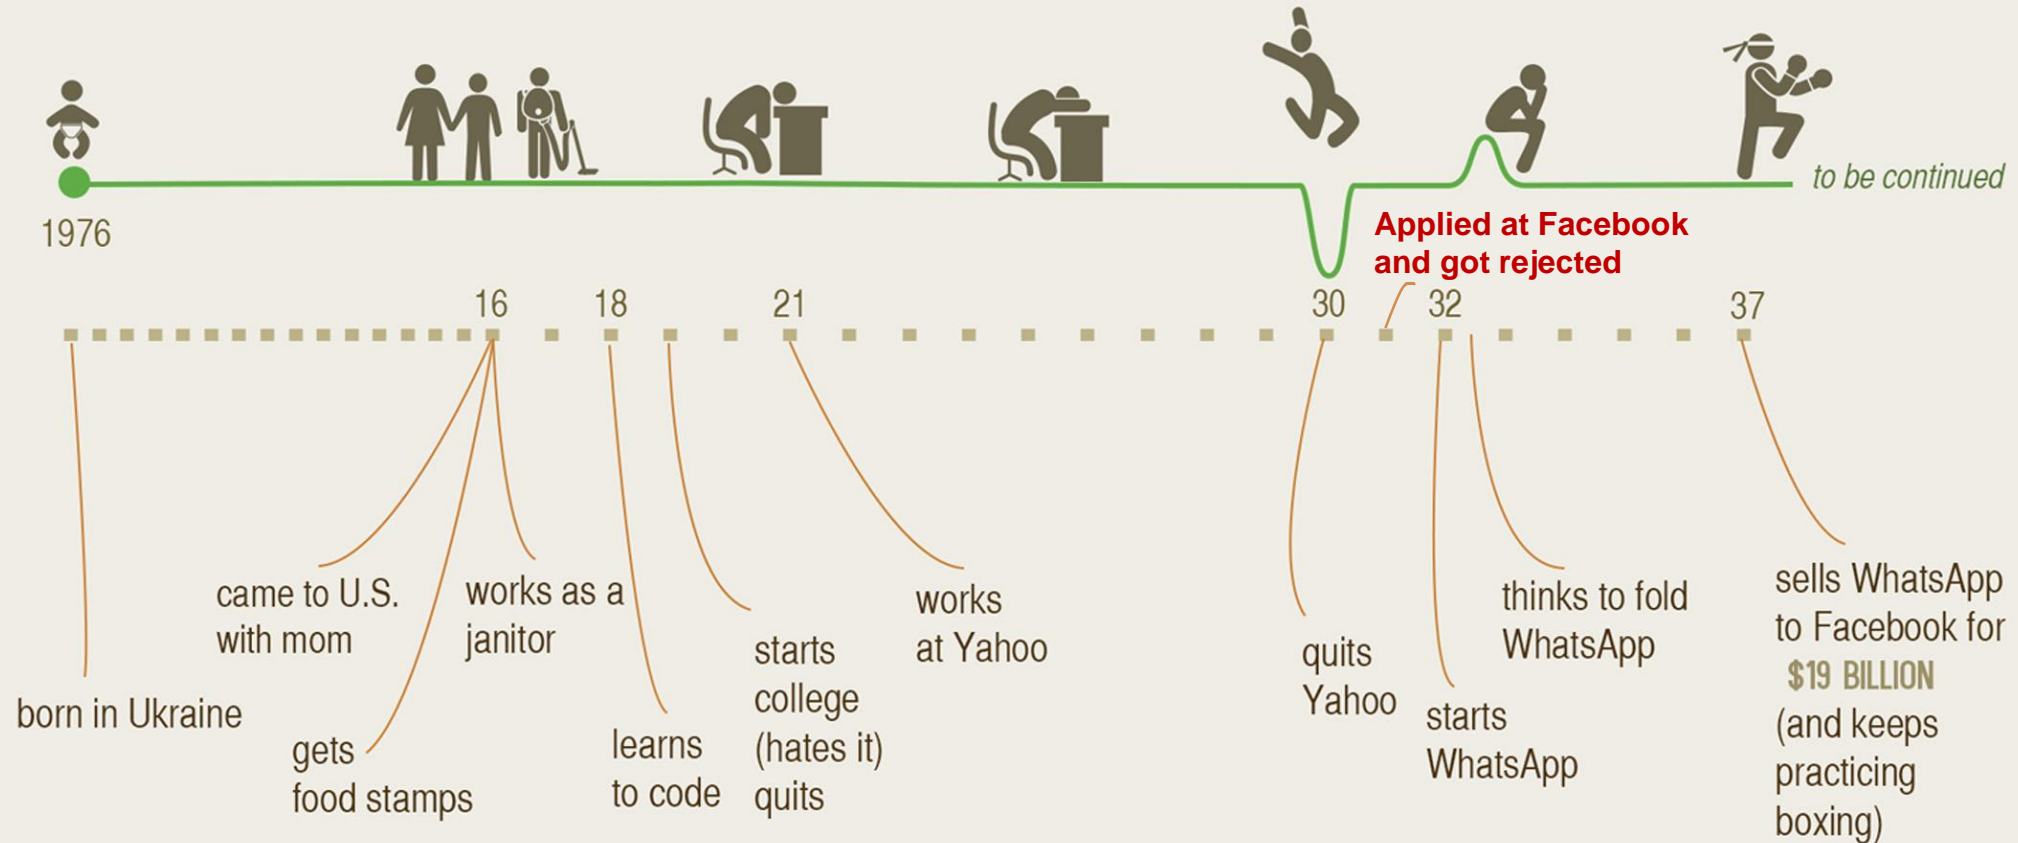 to be continued
1976
Applied at Facebook
and got rejected
16
18
21
30
32
37
born in Ukraine
came to U.S.
with mom
gets
food stamps
works as a
janitor
learns
to code
starts
college
(hates it)
quits
works
at Yahoo
quits
Yahoo
starts
WhatsApp
thinks to fold
WhatsApp
sells WhatsApp
to Facebook for
$19 BILLION
(and keeps
practicing
boxing)